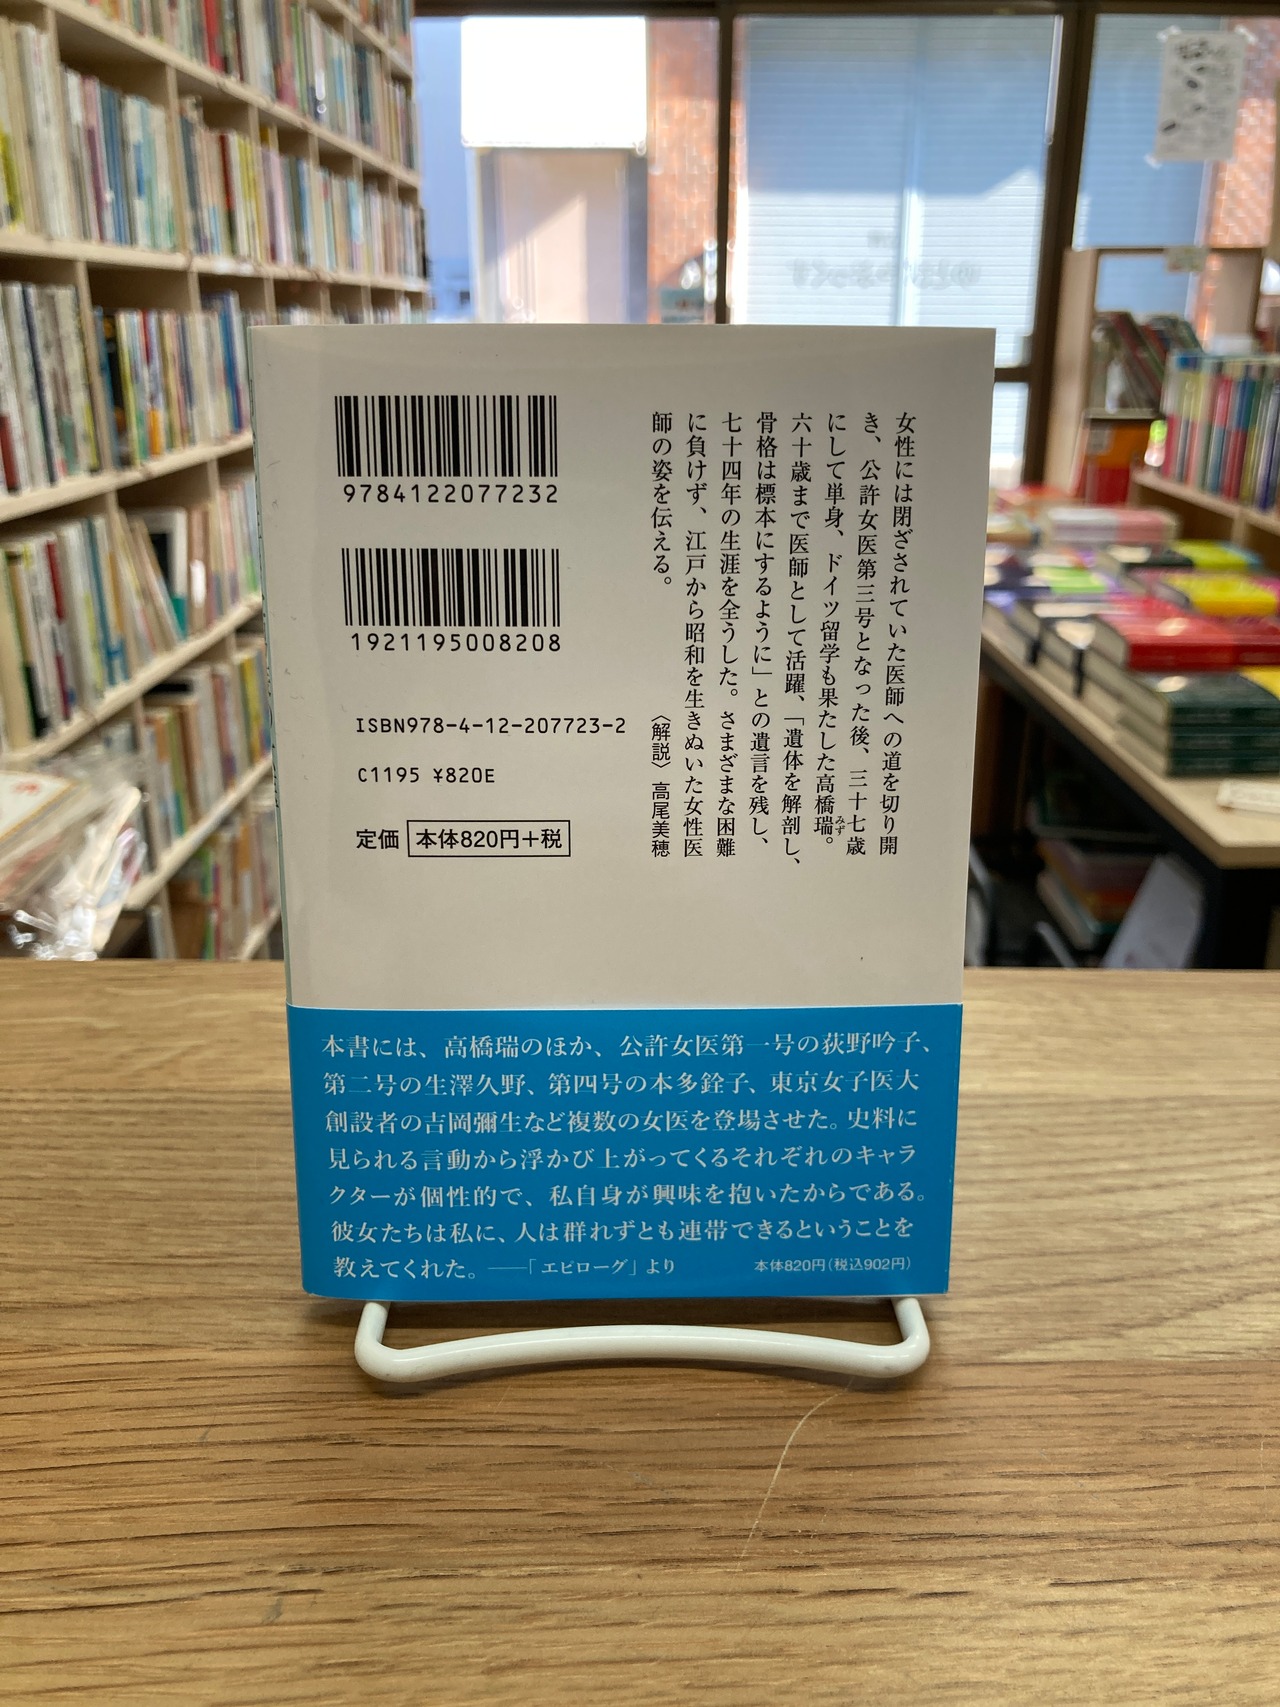 女性には閉ざされていた医師への道を切り開
き、公許女医第三号となった後、三十七歳
にして単身、ドイツ留学も果たした高橋瑞。
みず
六十歳まで医師として活躍、「遺体を解剖し、
骨格は標本にするように」との遺言を残し、
七十四年の生涯を全うした。さまざまな困難
に負けず、江戸から昭和を生きぬいた女性医
師の姿を伝える。
〈解説〉高尾美穂
9784122077232
1921195008208
ISBN978-4-12-207723-2
C1195 ¥820E
定価 本体820円+税
本書には、高橋瑞のほか、公許女医第一号の荻野吟子、
第二号の生澤久野、第四号の本多銓子、東京女子医大
創設者の吉岡彌生など複数の女医を登場させた。史料に
見られる言動から浮かび上がってくるそれぞれのキャラ
クターが個性的で、私自身が興味を抱いたからである。
彼女たちは私に、人は群れずとも連帯できるということを
教えてくれた。——「エピローグ」より
本体820円(税込902円)